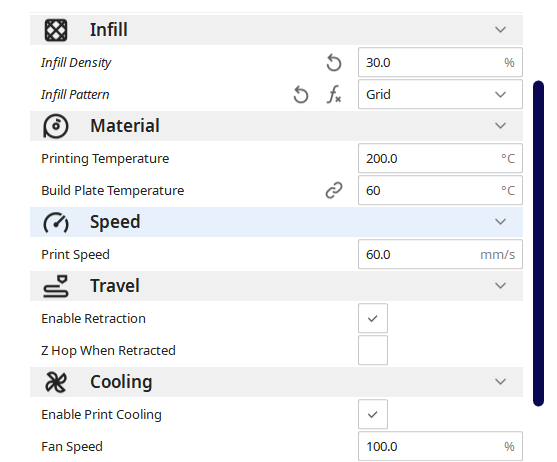 Infill
Infill Density 30.0 %
Infill Pattern Grid
Material
Printing Temperature 200.0 °C
Build Plate Temperature 60 °C
Speed
Print Speed 60.0 mm/s
Travel
Enable Retraction
Z Hop When Retracted
Cooling
Enable Print Cooling
Fan Speed 100.0 %